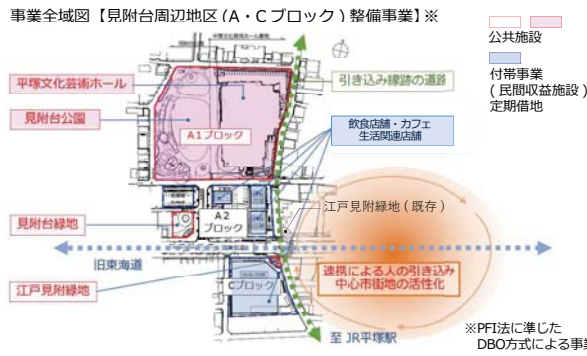 事業全域図【見附台周辺地区(A・Cブロック)整備事業】※
公共施設
付帯事業
(民間収益施設)
定期借地
平塚文化芸術ホール
引き込み線跡の道路
見附台公園
A1ブロック
飲食店舗・カフェ
生活関連店舗
見附台緑地
A2
ブロック
江戸見附緑地(既存)
旧東海道
江戸見附緑地
Cブロック
連携による人の引き込み
中心市街地の活性化
至 JR平塚駅
※PFI法に準じた
DBO方式による事業